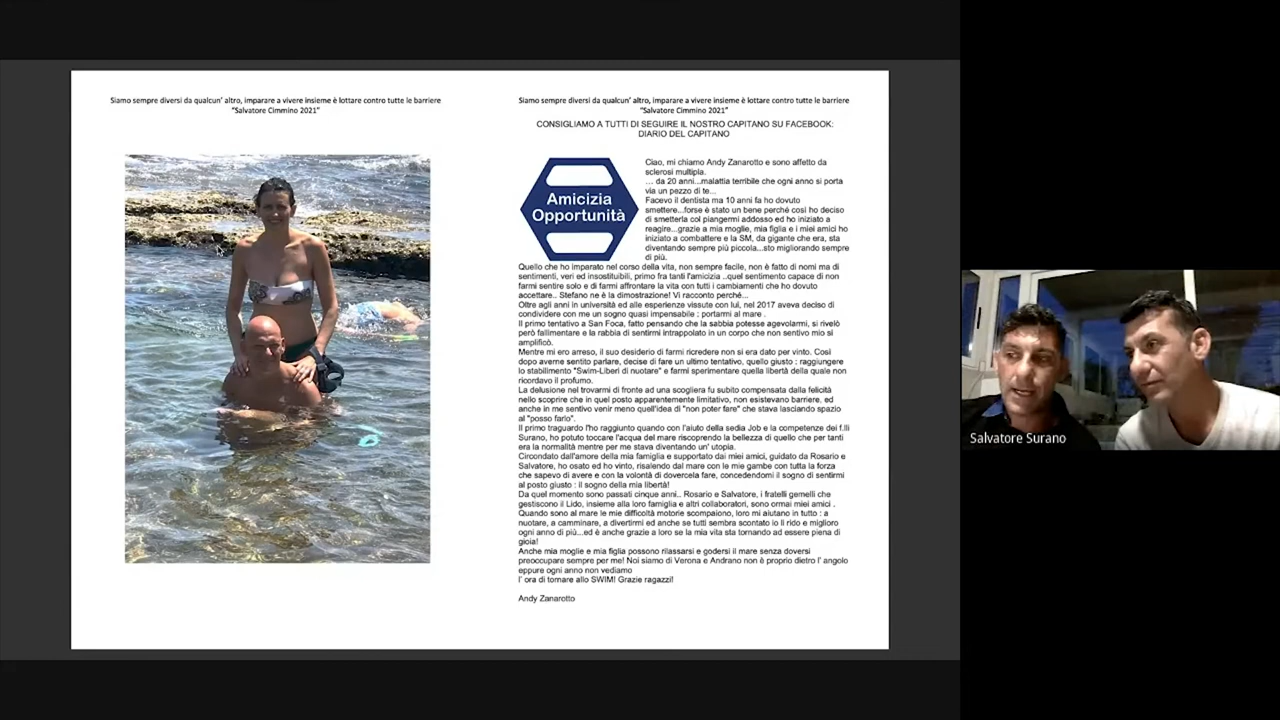 Siamo sempre diversi da qualcun' altro, imparare a vivere insieme è lottare contro tutte le barriere
"Salvatore Cimmino 2021"
Siamo sempre diversi da qualcun' altro, imparare a vivere insieme è lottare contro tutte le barriere
"Salvatore Cimmino 2021"
CONSIGLIAMO A TUTTI DI SEGUIRE IL NOSTRO CAPITANO SU FACEBOOK:
DIARIO DEL CAPITANO
Amicizia
Opportunità
Ciao, mi chiamo Andy Zanarotto e sono affetto da
sclerosi multipla.
... da 20 anni...malattia terribile che ogni anno si porta
via un pezzo di te...
Facevo il dentista ma 10 anni fa ho dovuto
smettere...forse è stato un bene perché così ho deciso
di smetterla col piangermi addosso ed ho iniziato a
reagire...grazie a mia moglie, mia figlia e i miei amici ho
iniziato a combattere e la SM, da gigante che era, sta
diventando sempre più piccola...sto migliorando sempre
di più.
Quello che ho imparato nel corso della vita, non sempre facile, non è fatto di nomi ma di
sentimenti, veri ed insostituibili, primo fra tanti l'amicizia ..quel sentimento capace di non
farmi sentire solo e di farmi affrontare la vita con tutti i cambiamenti che ho dovuto
accettare.. Stefano ne è la dimostrazione! Vi racconto perché...
Oltre agli anni in università ed alle esperienze vissute con lui, nel 2017 aveva deciso di
condividere con me un sogno quasi impensabile : portarmi al mare .
Il primo tentativo a San Foca, fatto pensando che la sabbia potesse agevolarmi, si rivelò
però fallimentare e la rabbia di sentirmi intrappolato in un corpo che non sentivo mio si
amplificò.
Mentre mi ero arreso, il suo desiderio di farmi ricredere non si era dato per vinto. Così
dopo averne sentito parlare, decise di fare un ultimo tentativo, quello giusto : raggiungere
lo stabilimento "Swim-Liberi di nuotare" e farmi sperimentare quella libertà della quale non
ricordavo il profumo.
La delusione nel trovarmi di fronte ad una scogliera fu subito compensata dalla felicità
nello scoprire che in quel posto apparentemente limitativo, non esistevano barriere, ed
anche in me sentivo venir meno quell'idea di "non poter fare" che stava lasciando spazio
al "posso farlo".
Il primo traguardo l'ho raggiunto quando con l'aiuto della sedia Job e la competenze dei f.lli
Surano, ho potuto toccare l'acqua del mare riscoprendo la bellezza di quello che per tanti
era la normalità mentre per me stava diventando un' utopia.
Circondato dall'amore della mia famiglia e supportato dai miei amici, guidato da Rosario e
Salvatore, ho osato ed ho vinto, risalendo dal mare con le mie gambe con tutta la forza
che sapevo di avere e con la volontà di dovercela fare, concedendomi il sogno di sentirmi
al posto giusto : il sogno della mia libertà!
Da quel momento sono passati cinque anni.. Rosario e Salvatore, i fratelli gemelli che
gestiscono il Lido, insieme alla loro famiglia e altri collaboratori, sono ormai miei amici .
Quando sono al mare le mie difficoltà motorie scompaiono, loro mi aiutano in tutto : a
nuotare, a camminare, a divertirmi ed anche se tutti sembra scontato io lì rido e miglioro
ogni anno di più...ed è anche grazie a loro se la mia vita sta tornando ad essere piena di
gioia!
Anche mia moglie e mia figlia possono rilassarsi e godersi il mare senza doversi
preoccupare sempre per me! Noi siamo di Verona e Andrano non è proprio dietro l' angolo
eppure ogni anno non vediamo
l' ora di tornare allo SWIM! Grazie ragazzi!
Andy Zanarotto
Salvatore Surano